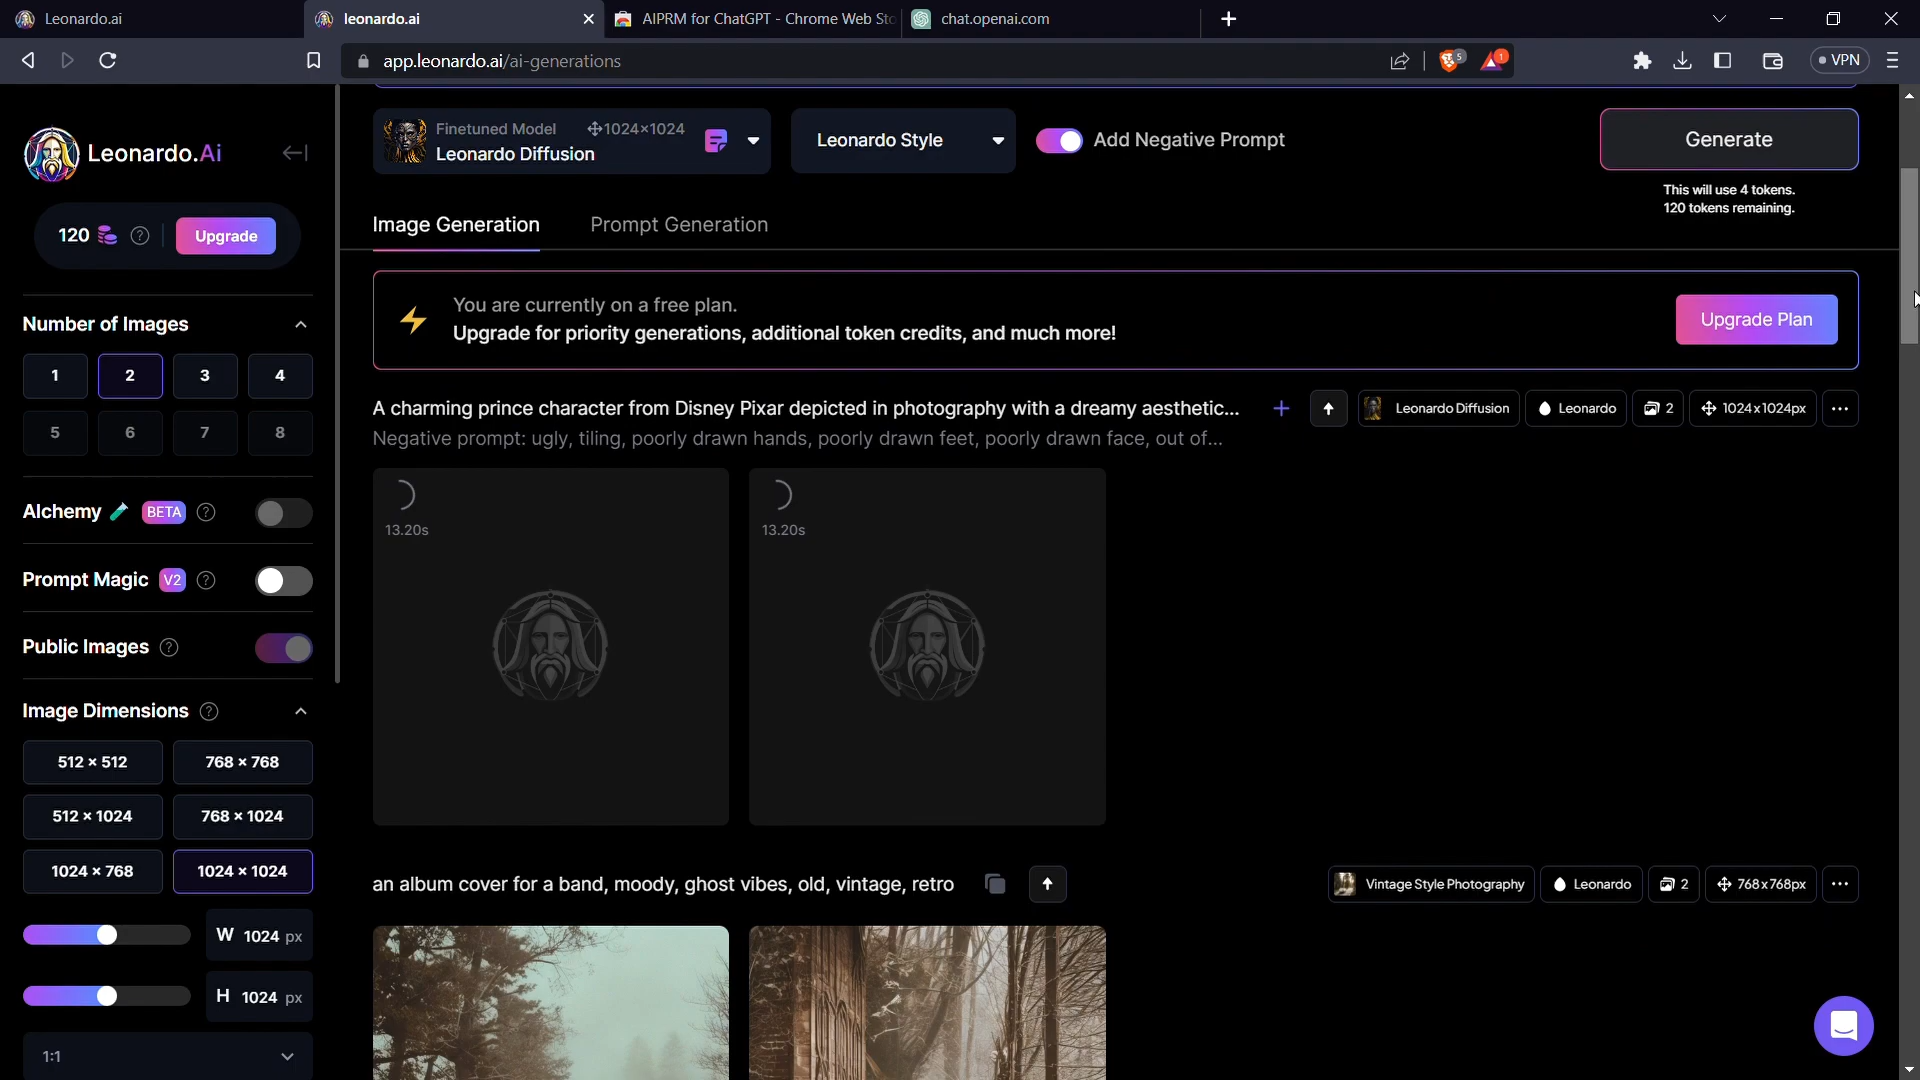 Leonardo.ai
leonardo.ai
AIPRM for ChatGPT - Chrome Web Sto
chat.openai.com
app.leonardo.ai/ai-generations
5
1
VPN
Leonardo.Ai
120
Upgrade
Number of Images
1 2 3 4
5 6 7 8
Alchemy BETA
Prompt Magic V2
Public Images
Image Dimensions
512 × 512 768 × 768
512 × 1024 768 × 1024
1024 × 768 1024 × 1024
W 1024 px
H 1024 px
1:1
Finetuned Model 1024×1024
Leonardo Diffusion
Leonardo Style
Add Negative Prompt
Generate
This will use 4 tokens.
120 tokens remaining.
Image Generation Prompt Generation
You are currently on a free plan.
Upgrade for priority generations, additional token credits, and much more!
Upgrade Plan
A charming prince character from Disney Pixar depicted in photography with a dreamy aesthetic...
Leonardo Diffusion Leonardo 2 1024x1024px
Negative prompt: ugly, tiling, poorly drawn hands, poorly drawn feet, poorly drawn face, out of...
13.20s 13.20s
an album cover for a band, moody, ghost vibes, old, vintage, retro
Vintage Style Photography Leonardo 2 768x768px